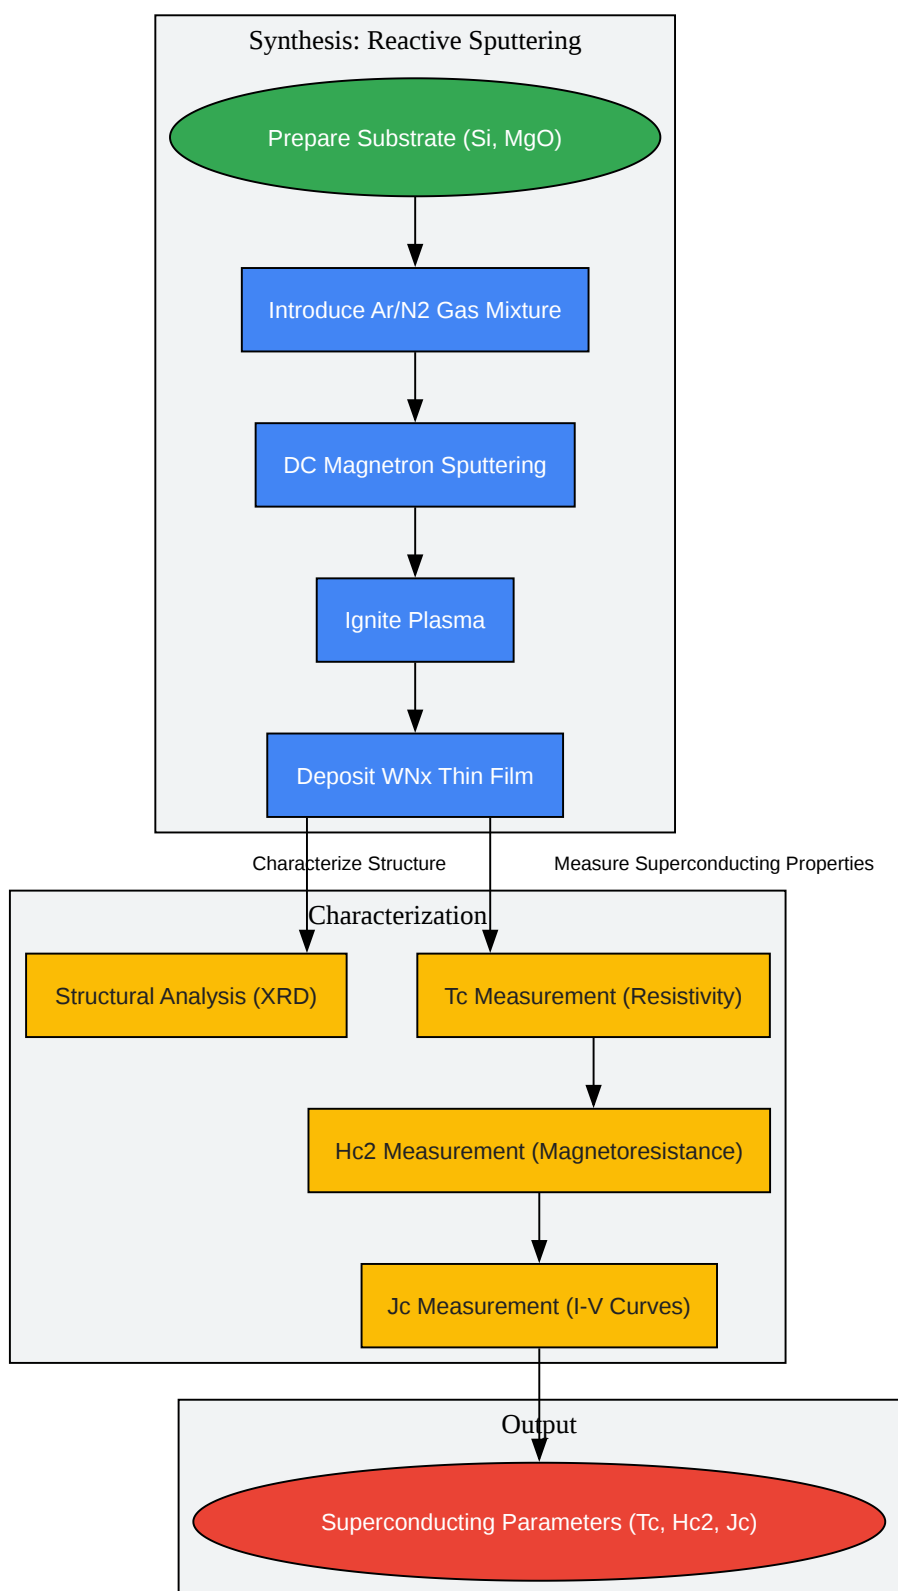 Synthesis: Reactive Sputtering
Prepare Substrate (Si, MgO)
Introduce Ar/N2 Gas Mixture
DC Magnetron Sputtering
Ignite Plasma
Deposit WNx Thin Film
Characterize Structure
Measure Superconducting Properties
Characterization
Structural Analysis (XRD)
Tc Measurement (Resistivity)
Hc2 Measurement (Magnetoresistance)
Jc Measurement (I-V Curves)
Output
Superconducting Parameters (Tc, Hc2, Jc)